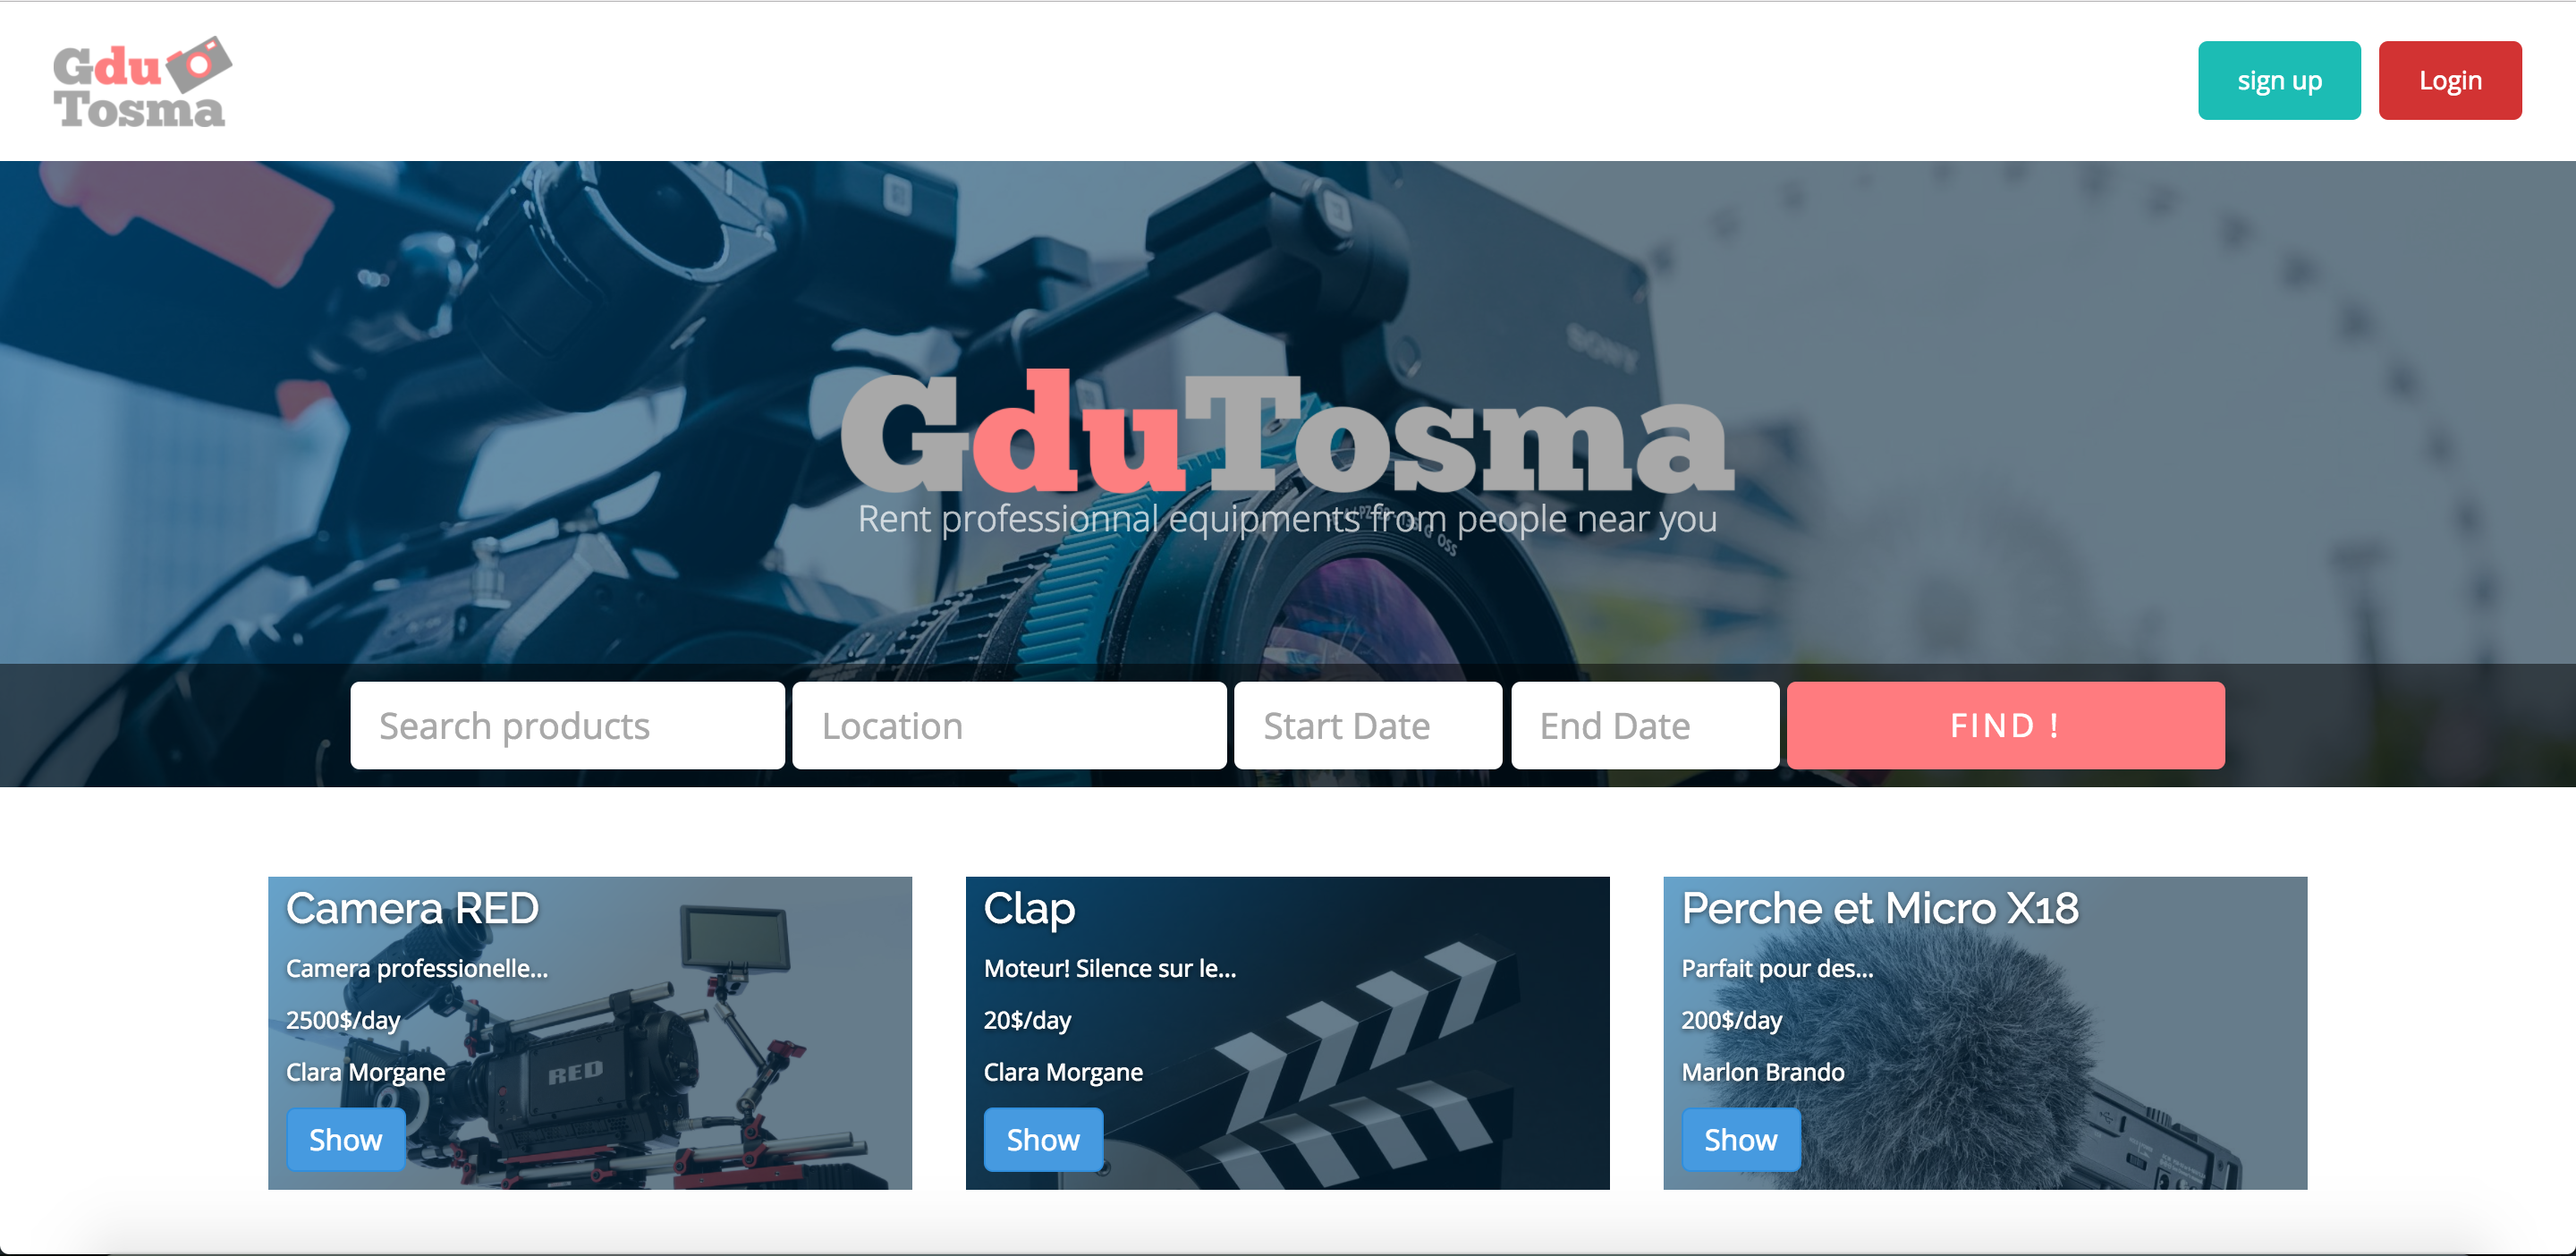 Gdu
Tosma
sign up
Login
SONY
GduTosma
Rent professionnal equipments from people near you
Search products
Location
Start Date
End Date
FIND !
Camera RED
Camera professionelle...
2500$/day
Clara Morgane
RED
Show
Clap
Moteur! Silence sur le...
20$/day
Clara Morgane
Show
Perche et Micro X18
Parfait pour des...
200$/day
Marlon Brando
Show